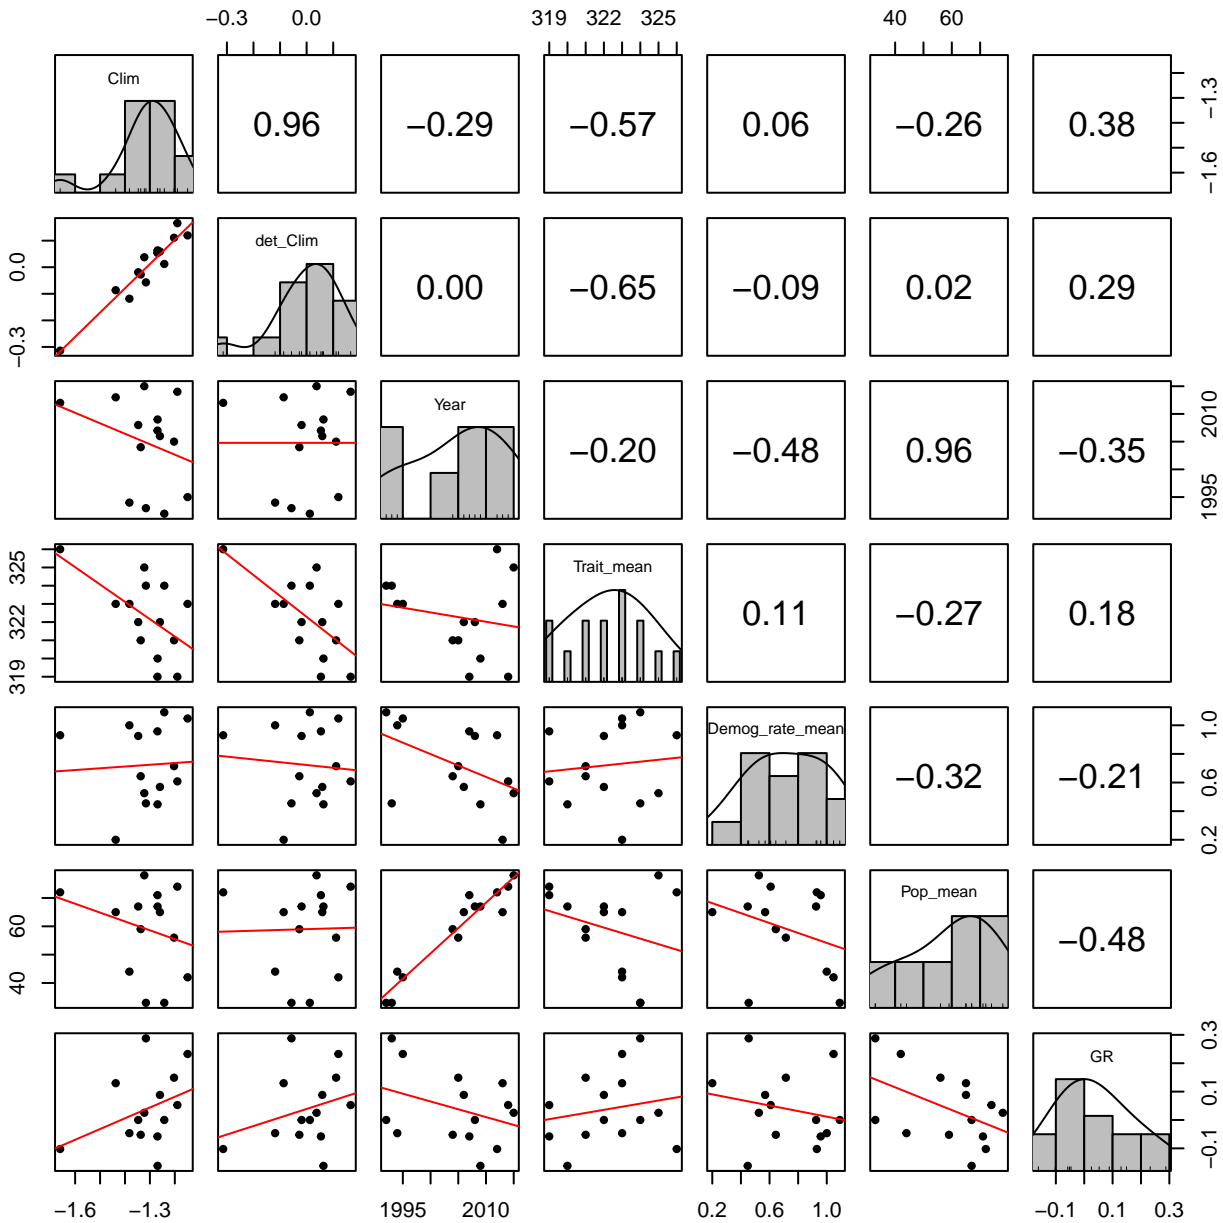 −0.3 0.0 319 322 325 40 60
Clim 0.96 −0.29 −0.57 0.06 −0.26 0.38 −1.6 −1.3
−0.3 0.0 det_Clim 0.00 −0.65 −0.09 0.02 0.29
Year −0.20 −0.48 0.96 −0.35 1995 2010
319 322 325 Trait_mean 0.11 −0.27 0.18
Demog_rate_mean −0.32 −0.21 0.2 0.6 1.0
40 60 Pop_mean −0.48
GR −0.1 0.1 0.3
−1.6 −1.3 1995 2010 0.2 0.6 1.0 −0.1 0.1 0.3